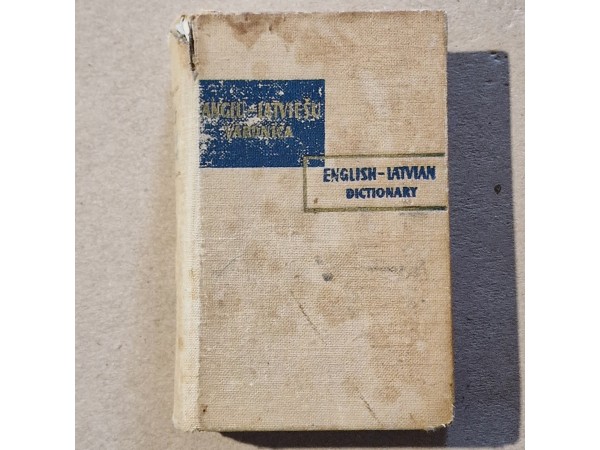 ANGĻU-LATVIEŠU
VĀRDNĪCA
ENGLISH-LATVIAN
DICTIONARY